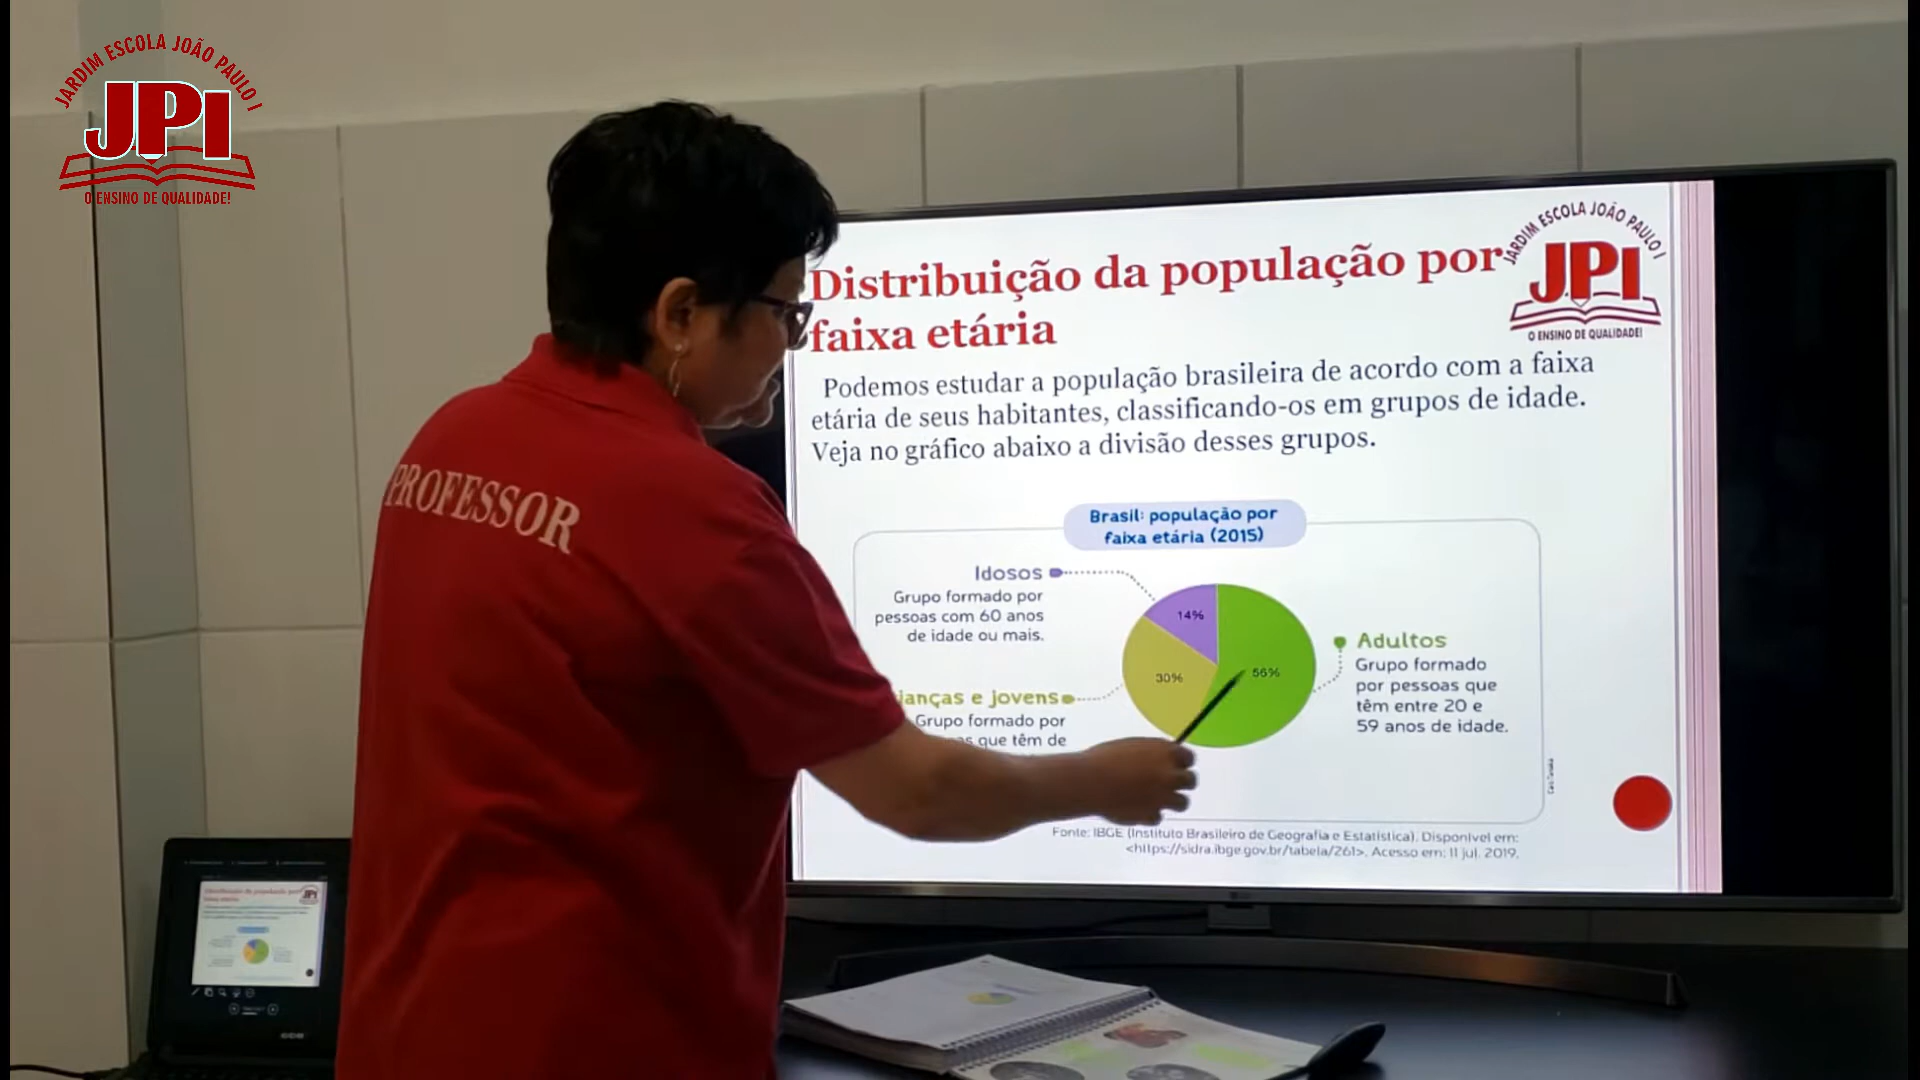 JARDIM ESCOLA JOÃO PAULO I
JPI
O ENSINO DE QUALIDADE!
PROFESSOR
Distribuição da população por
faixa etária
JARDIM ESCOLA JOÃO PAULO I
JPI
O ENSINO DE QUALIDADE!
Podemos estudar a população brasileira de acordo com a faixa
etária de seus habitantes, classificando-os em grupos de idade.
Veja no gráfico abaixo a divisão desses grupos.
Brasil: população por
faixa etária (2015)
Idosos
Grupo formado por
pessoas com 60 anos
de idade ou mais.
14%
30%
56%
e jovens
Grupo formado por
que têm de
Adultos
Grupo formado
por pessoas que
têm entre 20 e
59 anos de idade.
Fonte: IBGE (Instituto Brasileiro de Geografia e Estatística). Disponível em:
<https://sidra.ibge.gov.br/tabela/261>. Acesso em: 11 jul. 2019.